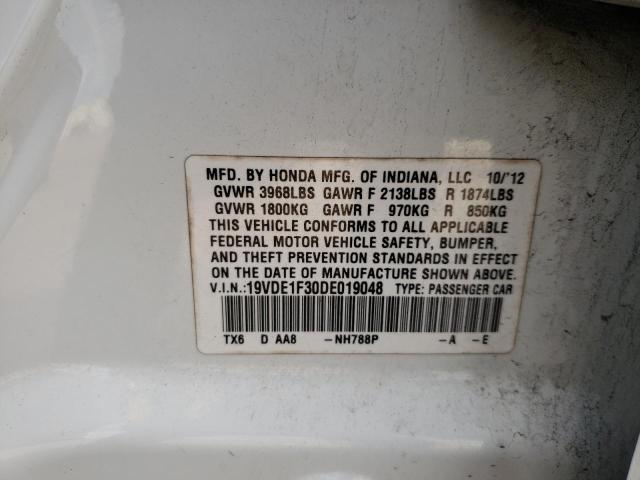 MFD. BY HONDA MFG. OF INDIANA, LLC 10/'12
GVWR 3968LBS GAWR F 2138LBS R 1874LBS
GVWR 1800KG GAWR F 970KG R 850KG
THIS VEHICLE CONFORMS TO ALL APPLICABLE
FEDERAL MOTOR VEHICLE SAFETY, BUMPER,
AND THEFT PREVENTION STANDARDS IN EFFECT
ON THE DATE OF MANUFACTURE SHOWN ABOVE.
V.I.N.:19VDE1F30DE019048 TYPE: PASSENGER CAR
TX6 D AA8 -NH788P -A -E